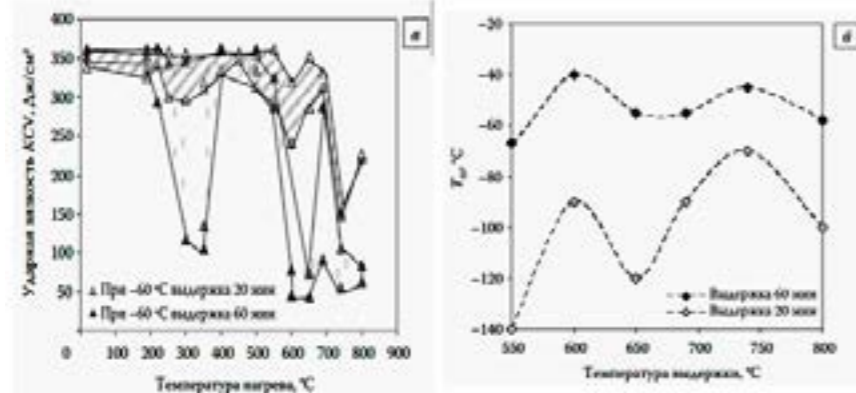 а
400
350
300
250
200
150
100
50
Ударная вязкость KCV, Дж/см²
При –60 °С выдержка 20 мин
При –60 °С выдержка 60 мин
0 100 200 300 400 500 600 700 800 900
Температура нагрева, °С
–20
–40
–60
–80
–100
–120
–140
°С
Выдержка 60 мин
Выдержка 20 мин
550 600 650 700 750 800
Температура выдержки, °С